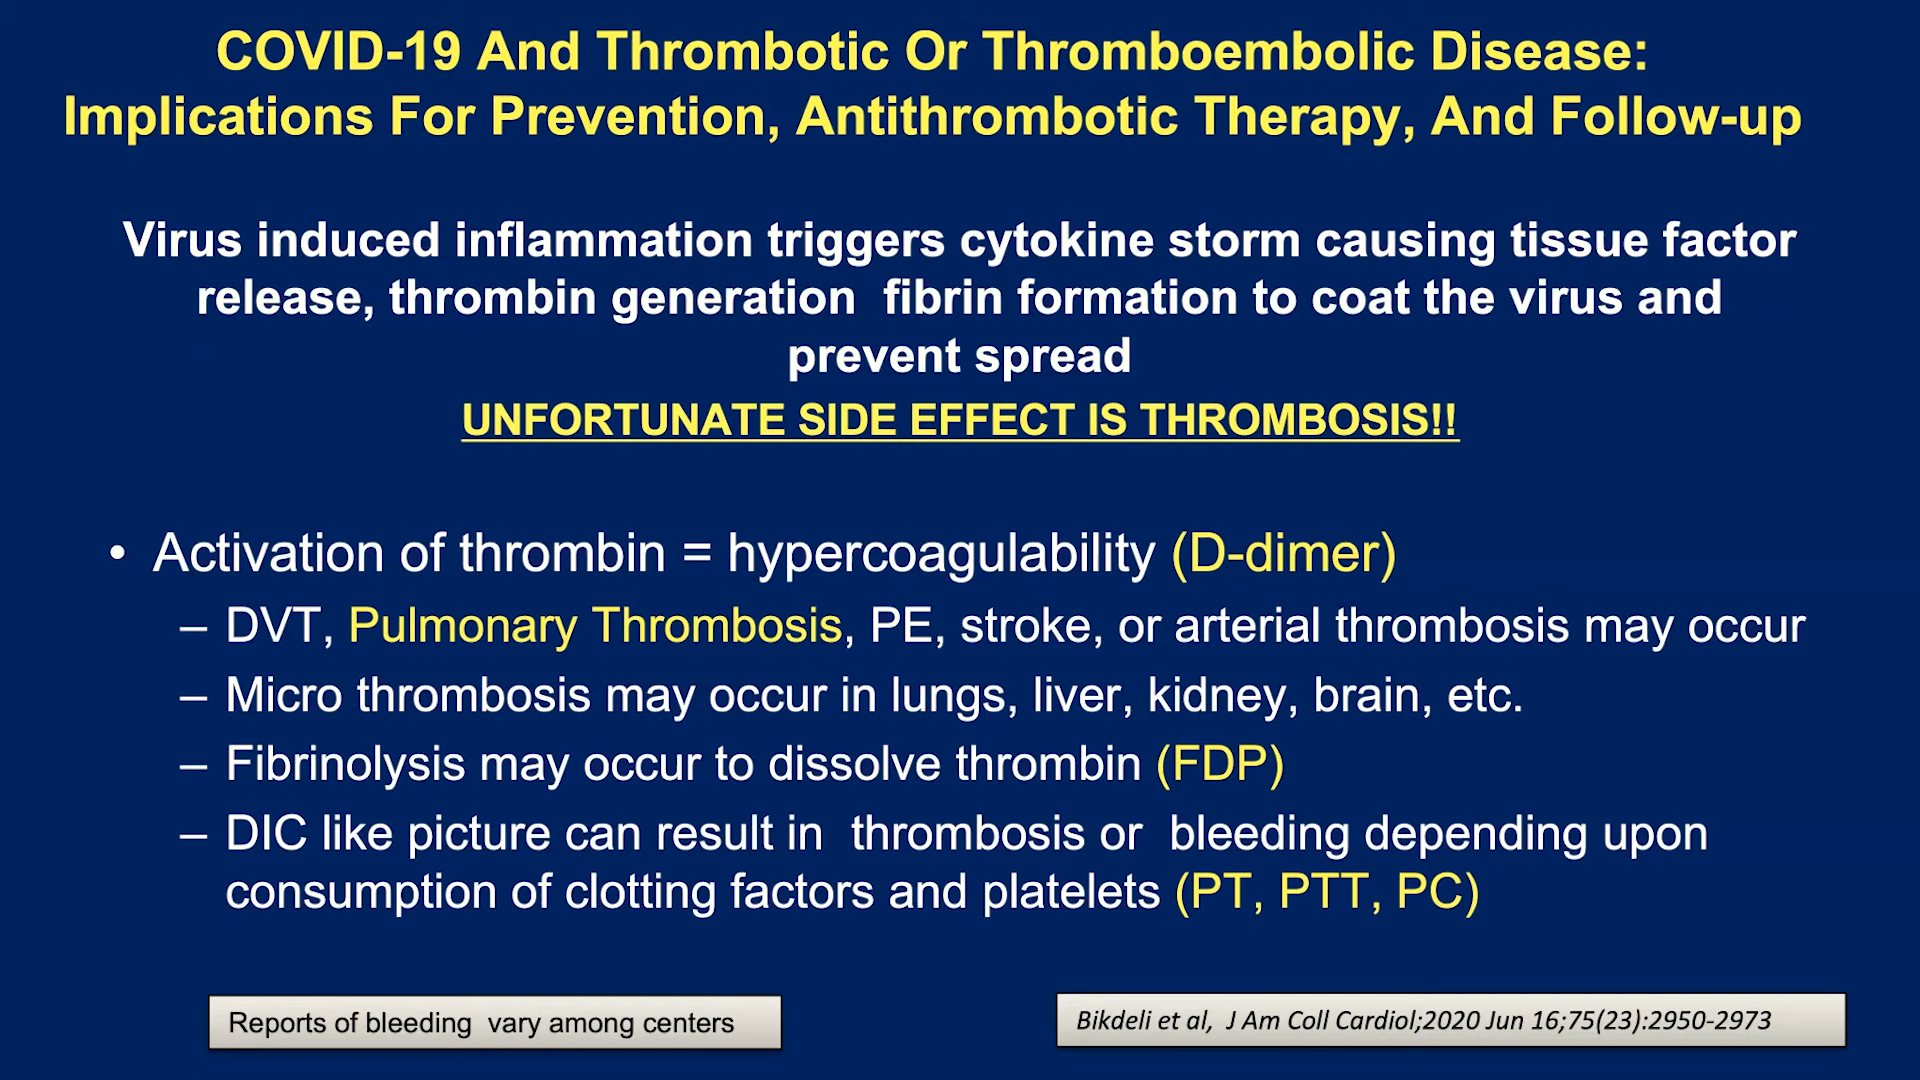 COVID-19 And Thrombotic Or Thromboembolic Disease:
Implications For Prevention, Antithrombotic Therapy, And Follow-up
Virus induced inflammation triggers cytokine storm causing tissue factor
release, thrombin generation  fibrin formation to coat the virus and
prevent spread
UNFORTUNATE SIDE EFFECT IS THROMBOSIS!!
• Activation of thrombin = hypercoagulability (D-dimer)
– DVT, Pulmonary Thrombosis, PE, stroke, or arterial thrombosis may occur
– Micro thrombosis may occur in lungs, liver, kidney, brain, etc.
– Fibrinolysis may occur to dissolve thrombin (FDP)
– DIC like picture can result in  thrombosis or  bleeding depending upon
consumption of clotting factors and platelets (PT, PTT, PC)
Reports of bleeding  vary among centers
Bikdeli et al,  J Am Coll Cardiol;2020 Jun 16;75(23):2950-2973